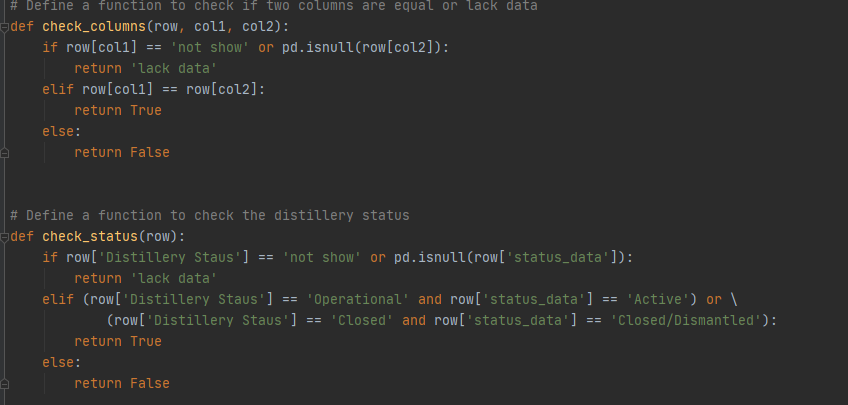 # Define a function to check if two columns are equal or lack data
def check_columns(row, col1, col2):
    if row[col1] == 'not show' or pd.isnull(row[col2]):
        return 'lack data'
    elif row[col1] == row[col2]:
        return True
    else:
        return False
# Define a function to check the distillery status
def check_status(row):
    if row['Distillery Staus'] == 'not show' or pd.isnull(row['status_data']):
        return 'lack data'
    elif (row['Distillery Staus'] == 'Operational' and row['status_data'] == 'Active') or \
            (row['Distillery Staus'] == 'Closed' and row['status_data'] == 'Closed/Dismantled'):
        return True
    else:
        return False